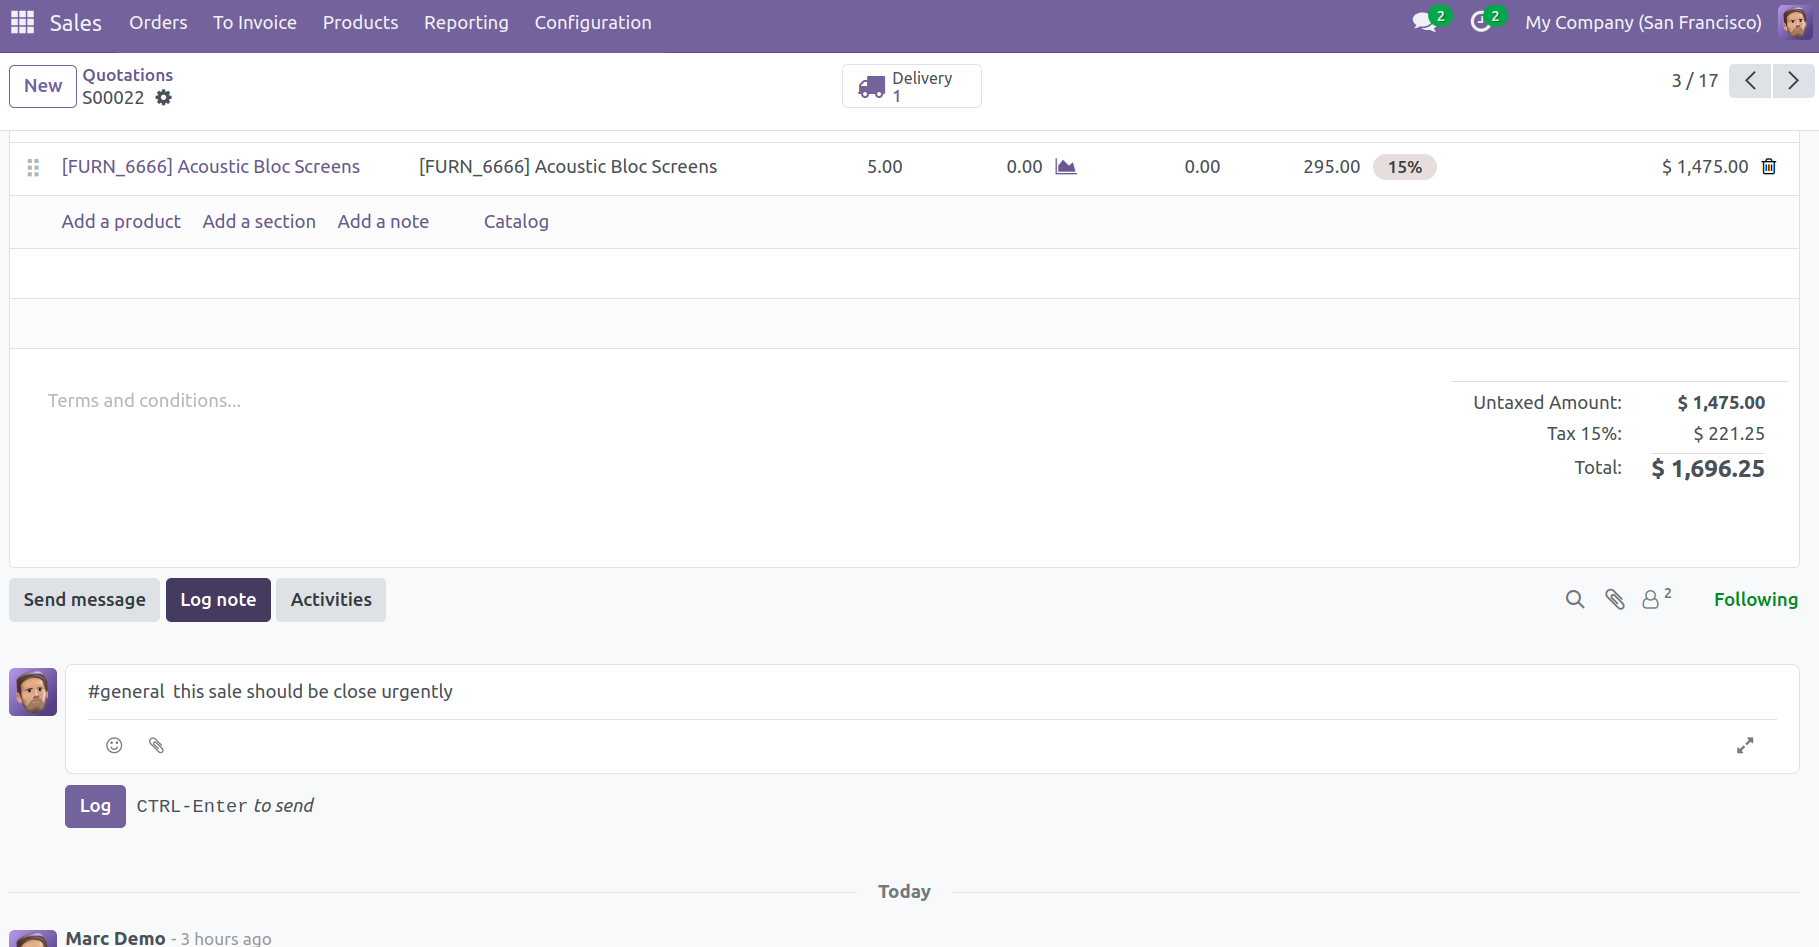 Sales Orders To Invoice Products Reporting Configuration 2 2 My Company (San Francisco)
New Quotations Delivery 3 / 17
S00022 1
[FURN_6666] Acoustic Bloc Screens [FURN_6666] Acoustic Bloc Screens 5.00 0.00 0.00 295.00 15% $ 1,475.00
Add a product Add a section Add a note Catalog
Terms and conditions...
Untaxed Amount: $ 1,475.00
Tax 15%: $ 221.25
Total: $ 1,696.25
Send message Log note Activities 2 Following
#general this sale should be close urgently
Log CTRL-Enter to send
Today
Marc Demo - 3 hours ago